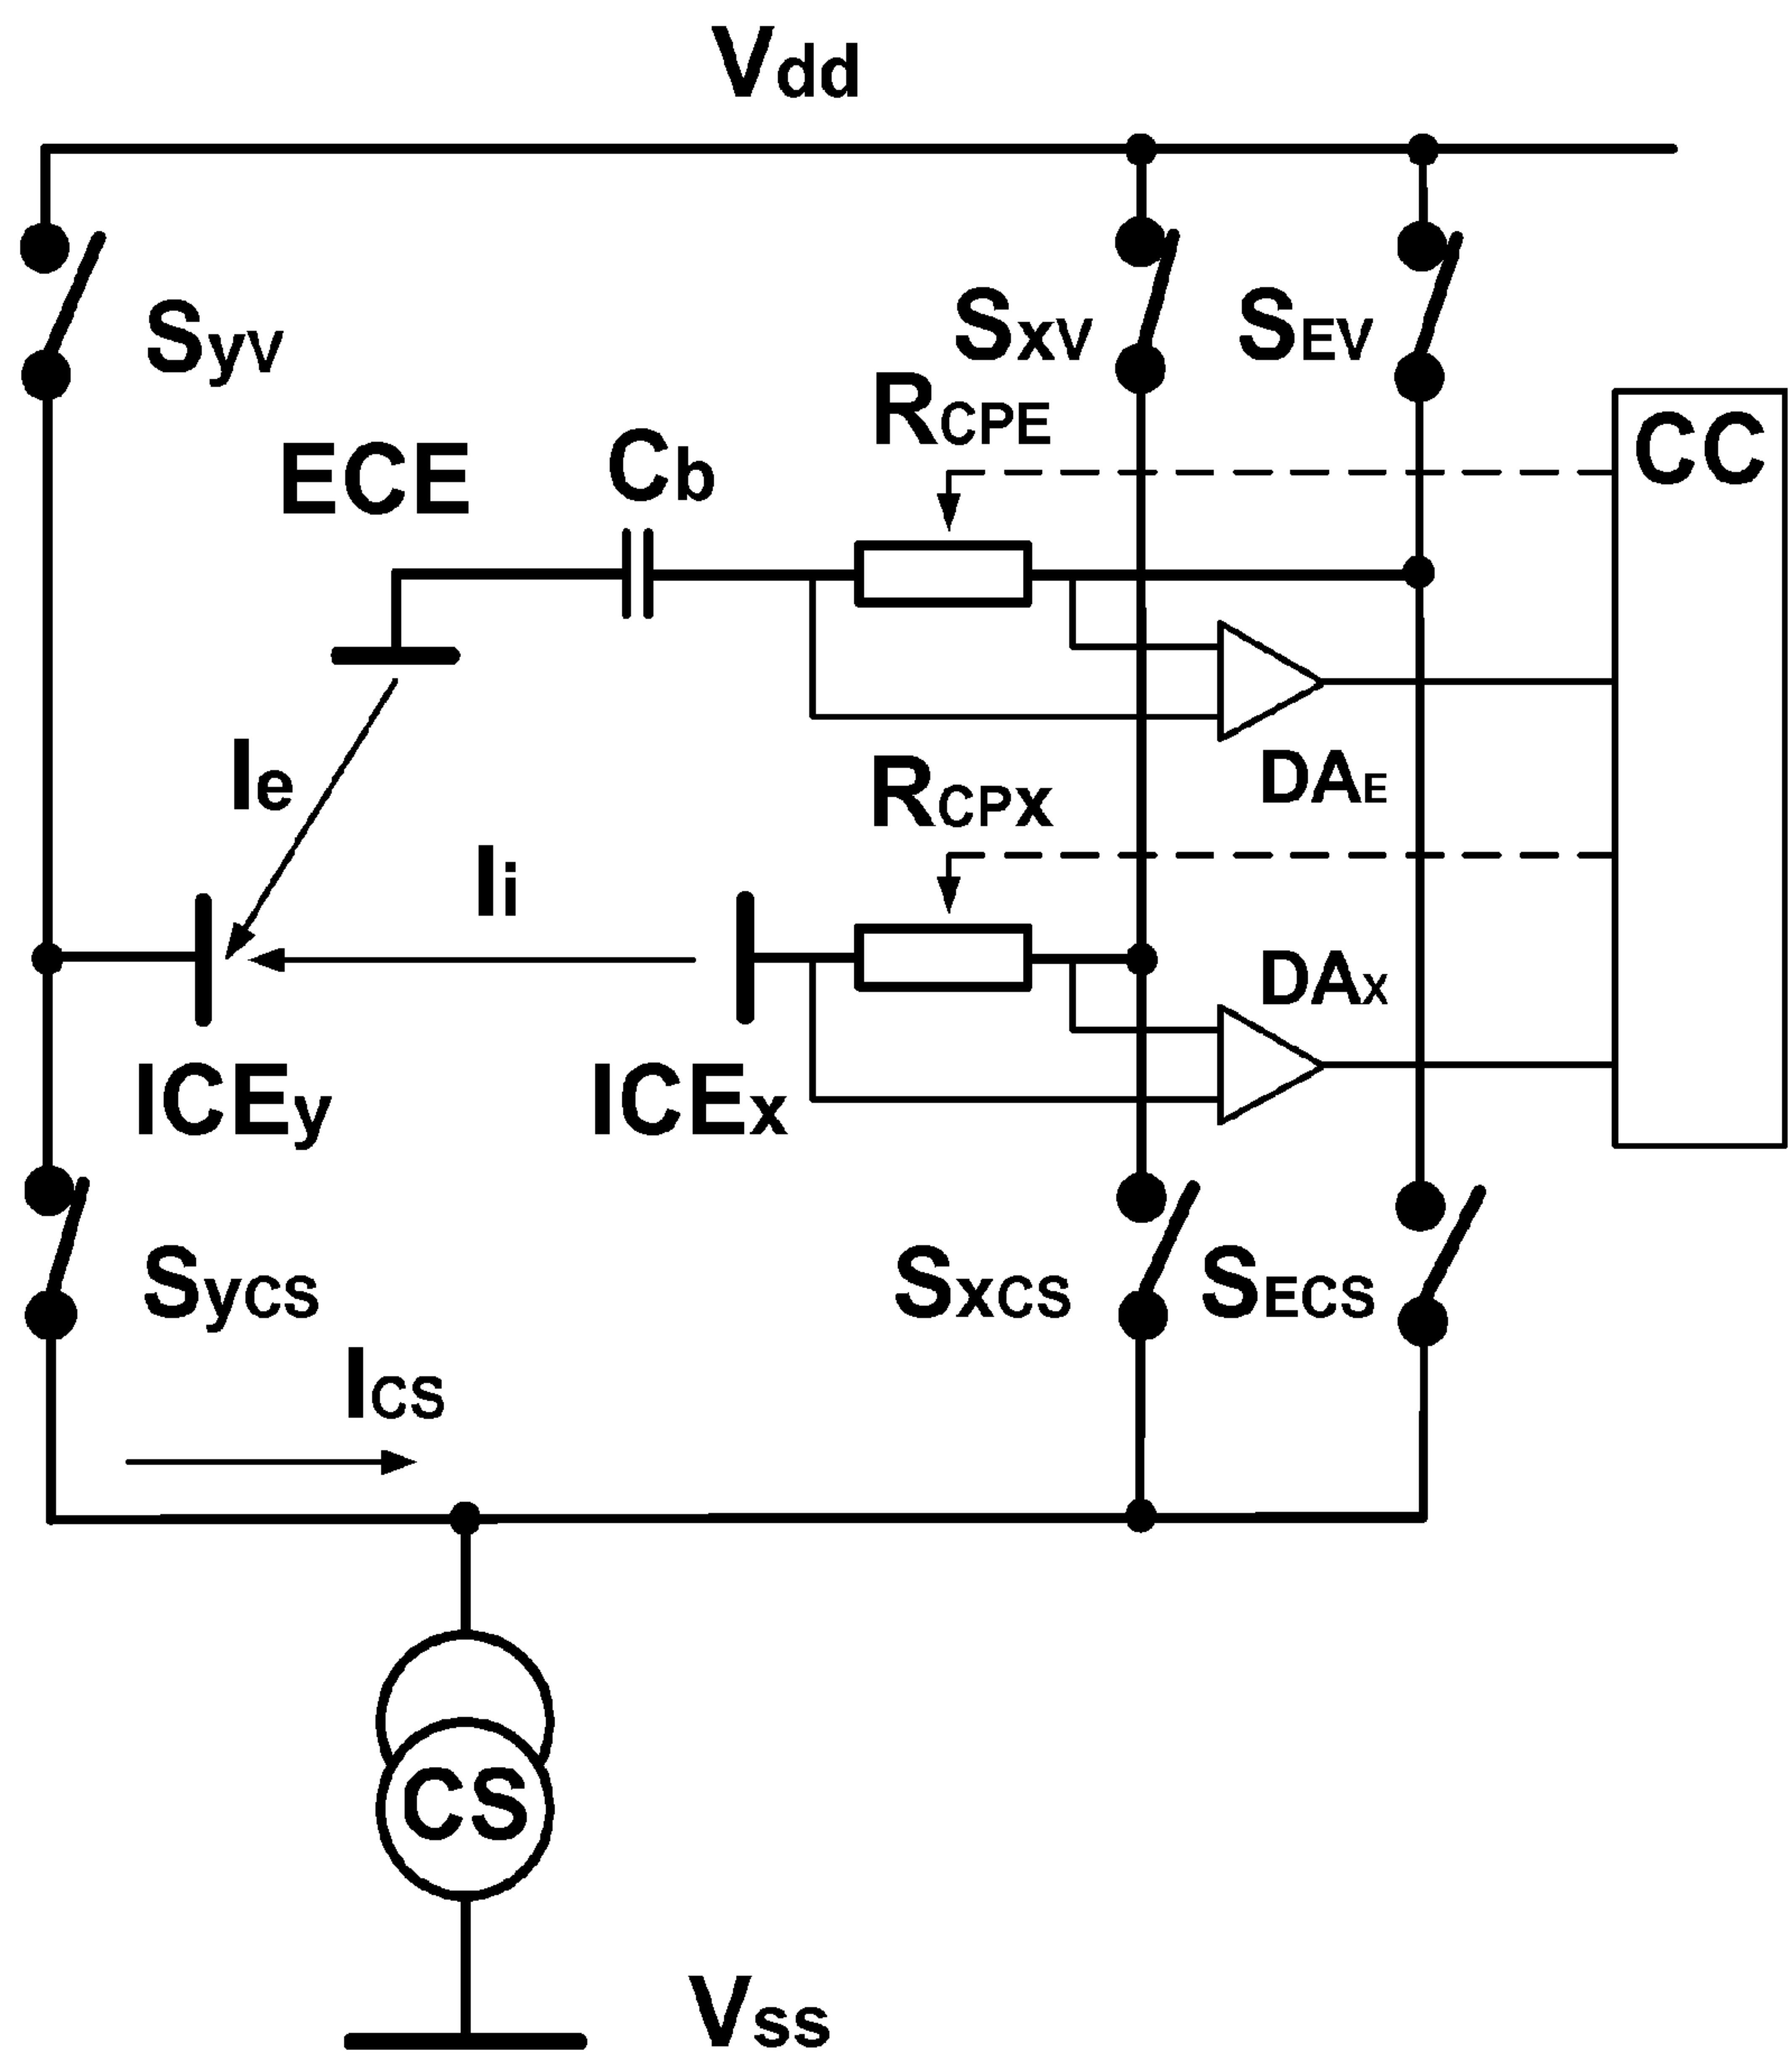 Vdd
Syv
Sxv
SEV
RCPE
CC
ECE
Cb
DAE
Ie
RCPX
Ii
DAX
ICEy
ICEx
Sycs
SxCS
SECS
ICS
CS
Vss